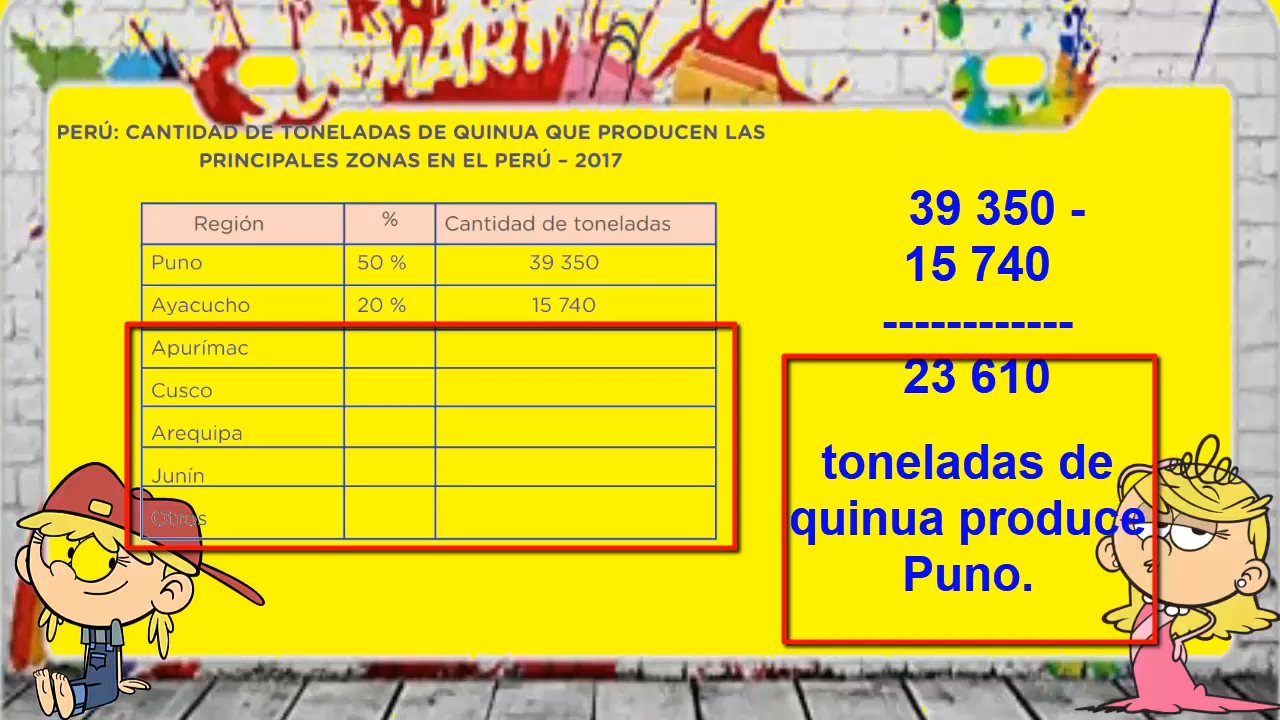 PERÚ: CANTIDAD DE TONELADAS DE QUINUA QUE PRODUCEN LAS
PRINCIPALES ZONAS EN EL PERÚ – 2017
Región % Cantidad de toneladas
Puno 50 % 39 350
Ayacucho 20 % 15 740
Apurímac
Cusco
Arequipa
Junín
Otros
39 350 -
15 740
------------
23 610
toneladas de
quinua produce
Puno.